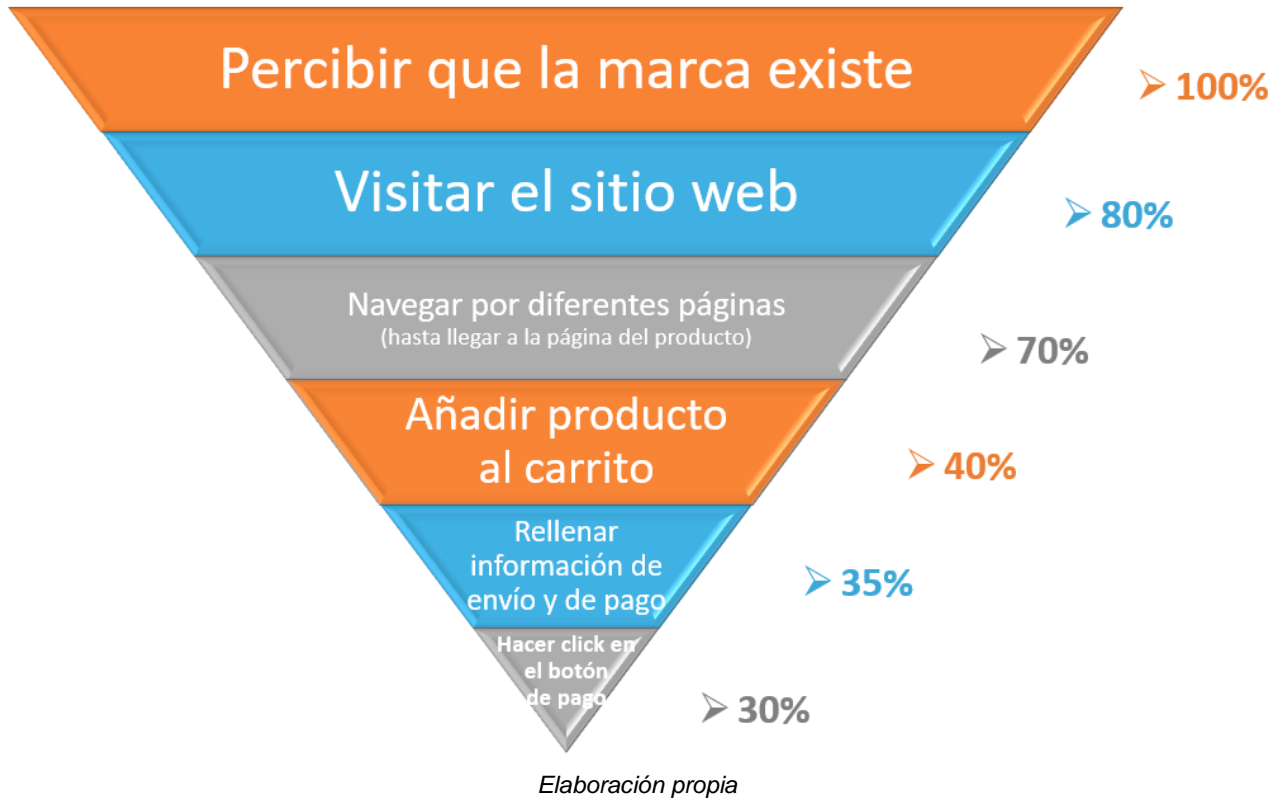 Percibir que la marca existe
100%
Visitar el sitio web
80%
Navegar por diferentes páginas
(hasta llegar a la página del producto)
70%
Añadir producto
al carrito
40%
Rellenar
información de
envío y de pago
35%
Hacer click en
el botón
de pago
30%
Elaboración propia